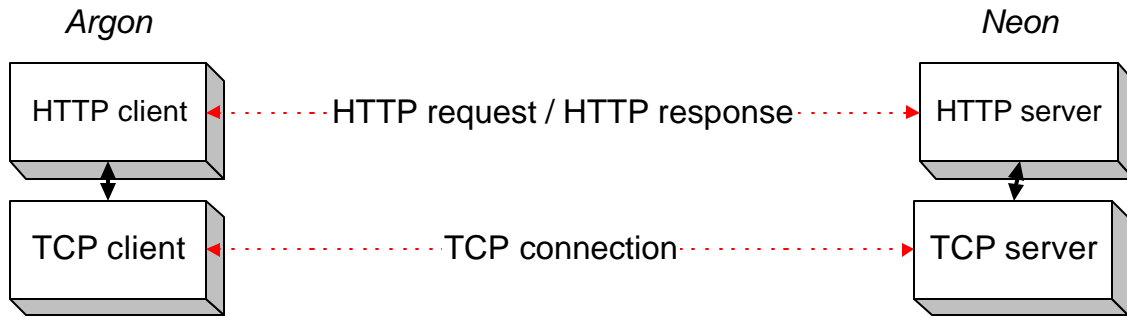 Argon
Neon
HTTP client
HTTP request / HTTP response
HTTP server
TCP client
TCP connection
TCP server